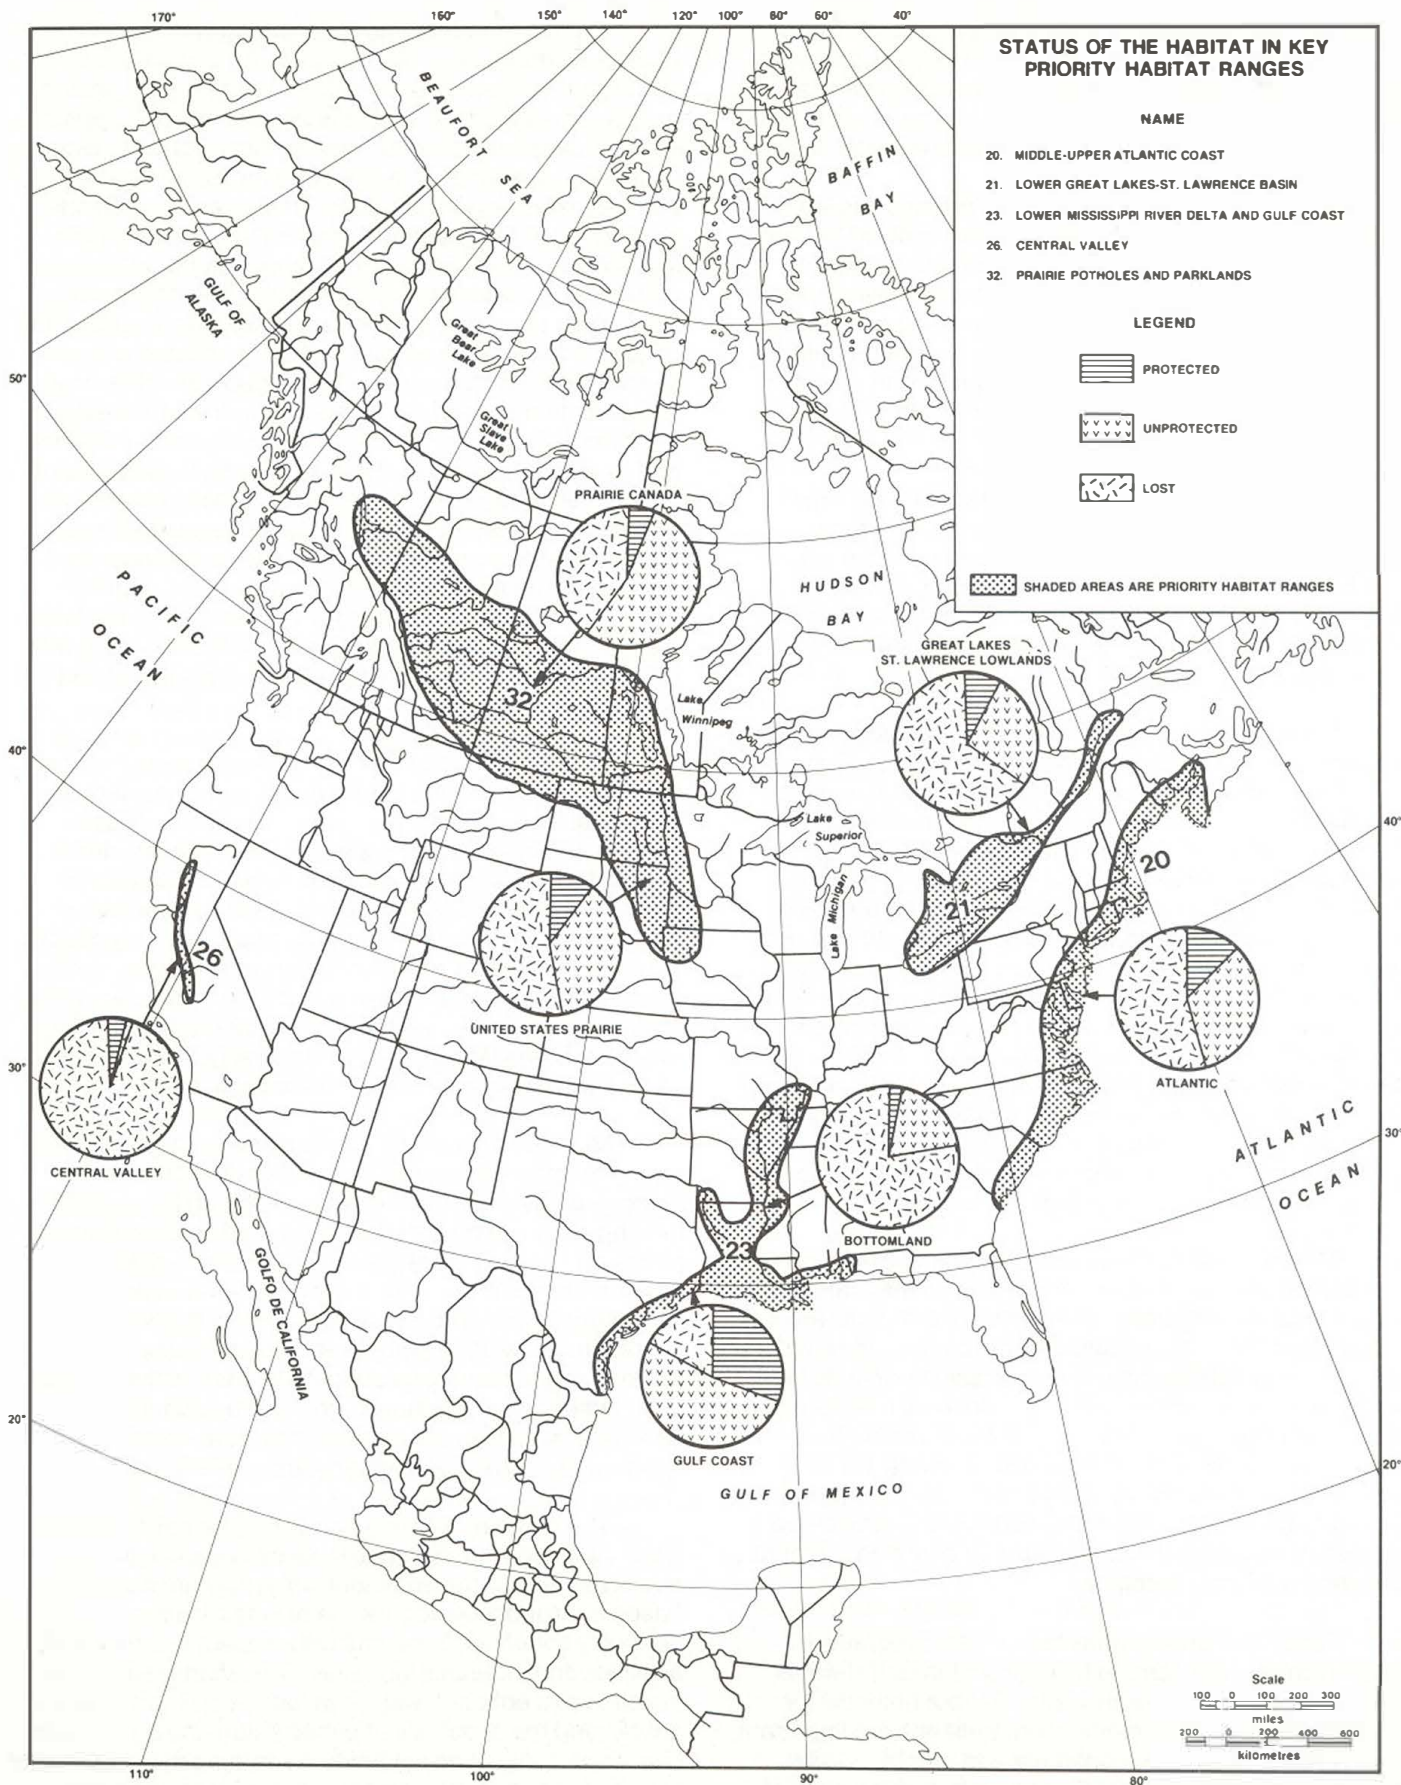 170°
160°
150°
140°
120°
100°
80°
60°
40°
STATUS OF THE HABITAT IN KEY
PRIORITY HABITAT RANGES
NAME
20. MIDDLE-UPPER ATLANTIC COAST
21. LOWER GREAT LAKES-ST. LAWRENCE BASIN
23. LOWER MISSISSIPPI RIVER DELTA AND GULF COAST
26. CENTRAL VALLEY
32. PRAIRIE POTHOLES AND PARKLANDS
LEGEND
PROTECTED
UNPROTECTED
LOST
SHADED AREAS ARE PRIORITY HABITAT RANGES
BEAUFORT
SEA
BAFFIN
BAY
GULF OF
ALASKA
Great
Bear
Lake
50°
Great
Slave
Lake
PRAIRIE CANADA
PACIFIC
OCEAN
HUDSON
BAY
GREAT LAKES
ST. LAWRENCE LOWLANDS
32
Lake
Winnipeg
40°
Lake
Superior
40°
20
Lake Michigan
21
26
UNITED STATES PRAIRIE
30°
ATLANTIC
CENTRAL VALLEY
ATLANTIC
OCEAN
30°
BOTTOMLAND
23
GOLFO DE CALIFORNIA
20°
GULF COAST
GULF OF MEXICO
20°
Scale
100 0 100 200 300
miles
200 0 200 400 600
kilometres
110°
100°
90°
80°